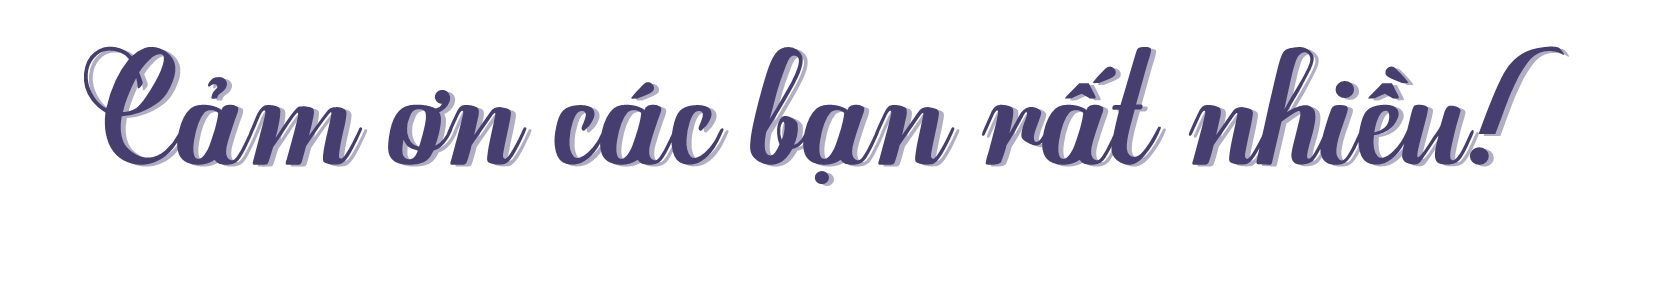 Cảm ơn các bạn rất nhiều!